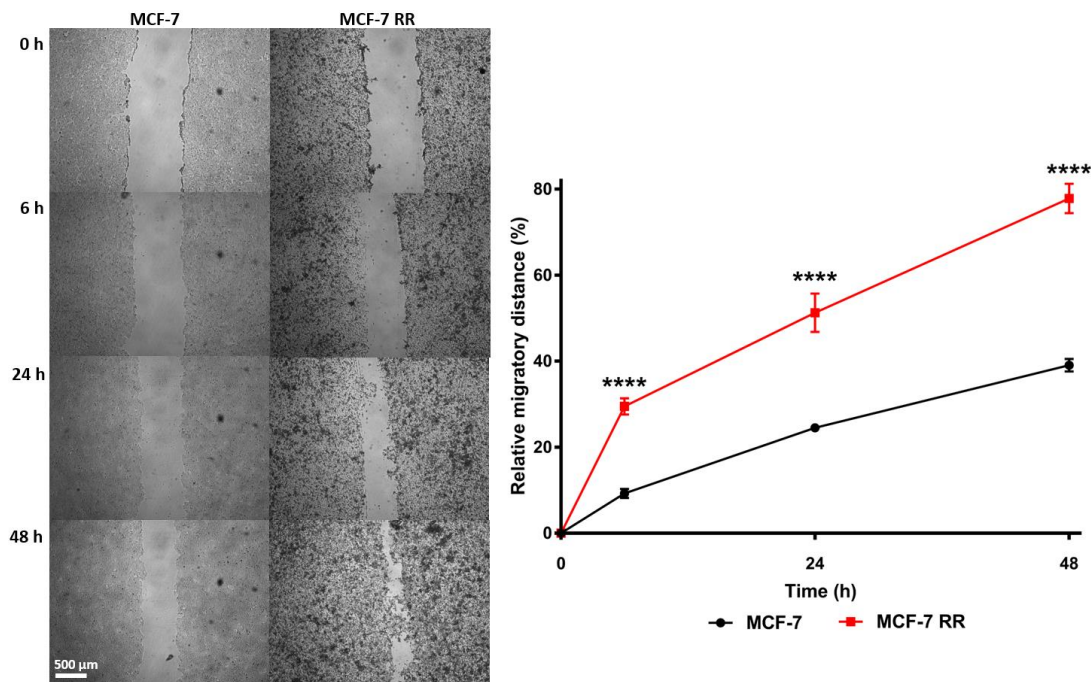 MCF-7 MCF-7 RR
0 h
6 h
24 h
48 h
500 µm
Relative migratory distance (%)
80
60
40
20
0
****
****
****
0 24 48
Time (h)
MCF-7 MCF-7 RR